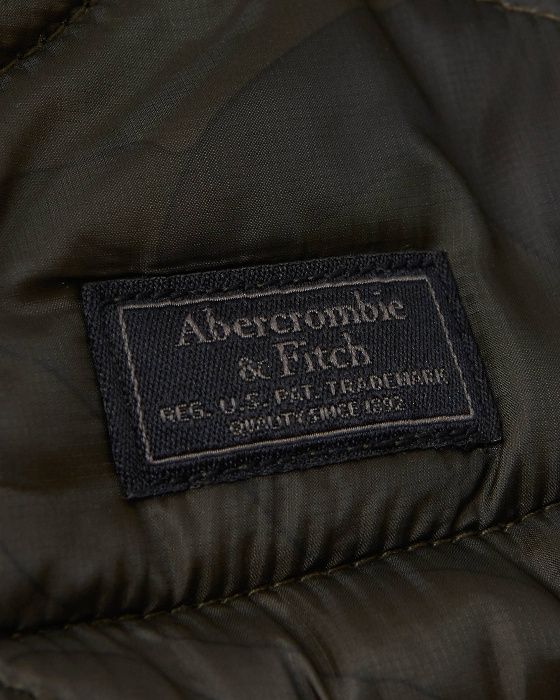 Abercrombie
& Fitch
REG. U.S. PAT. TRADEMARK
QUALITY SINCE 1892